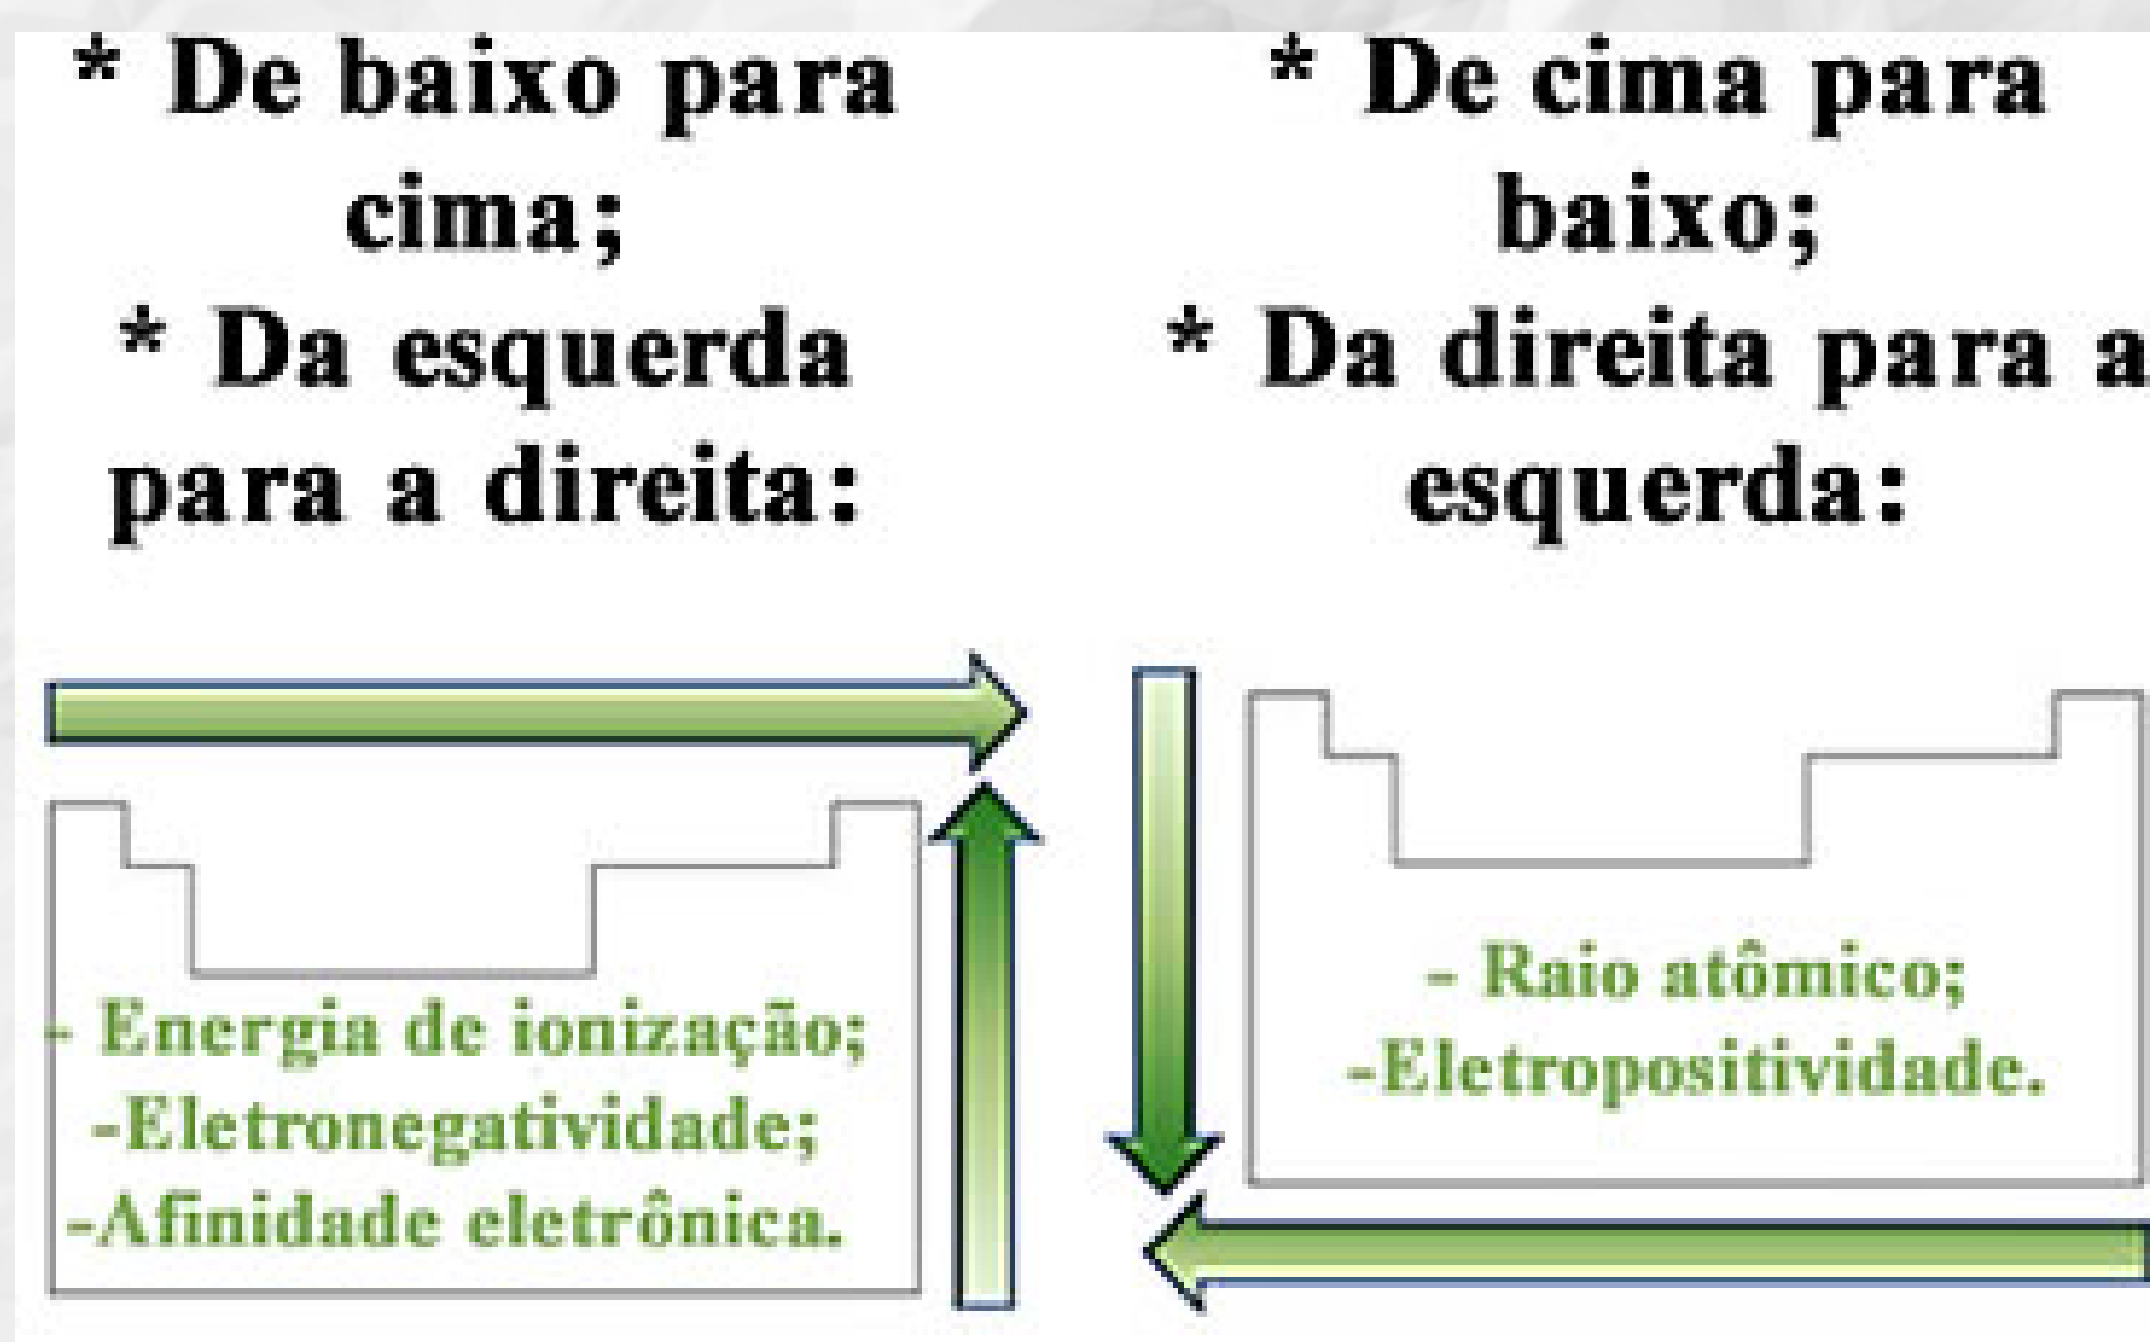 * De baixo para
cima;
* Da esquerda
para a direita:
- Energia de ionização;
-Eletronegatividade;
-Afinidade eletrônica.
* De cima para
baixo;
* Da direita para a
esquerda:
- Raio atômico;
-Eletropositividade.